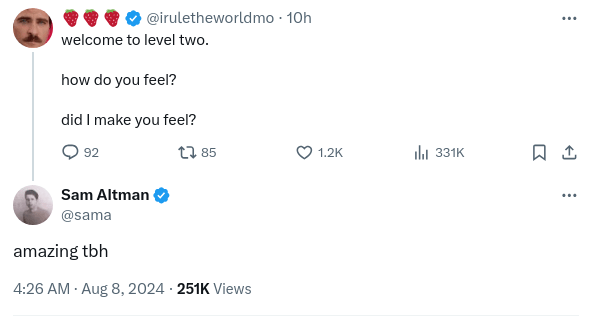 🍓🍓🍓 @iruletheworldmo · 10h
welcome to level two.
how do you feel?
did I make you feel?
92 85 1.2K 331K
Sam Altman
@sama
amazing tbh
4:26 AM · Aug 8, 2024 · 251K Views